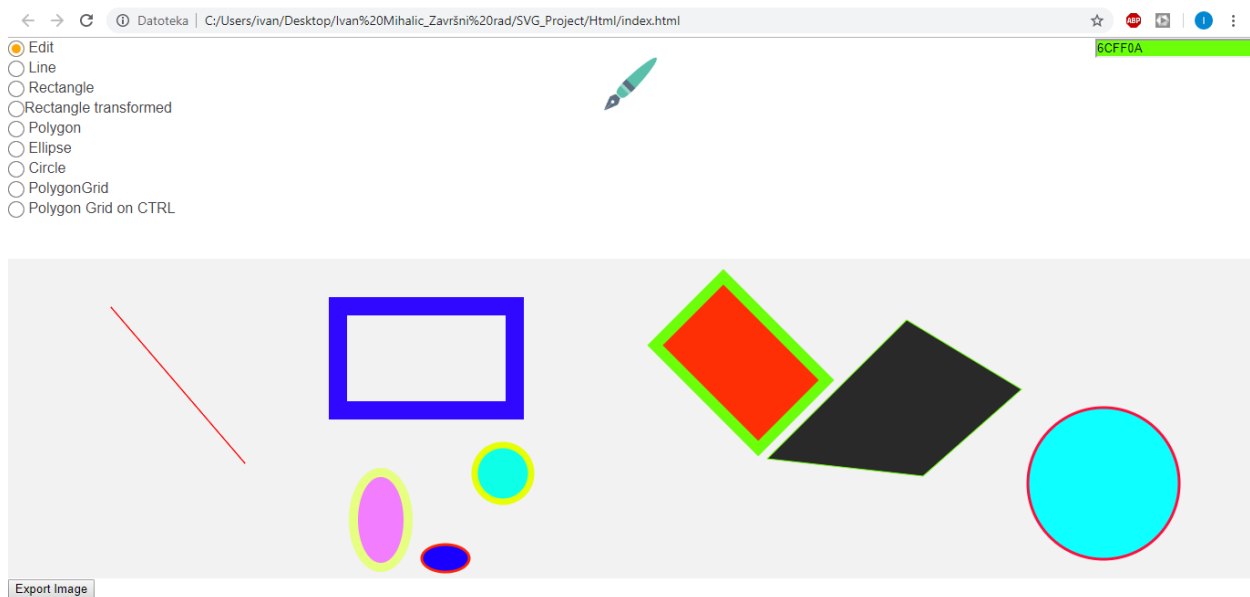 Datoteka | C:/Users/ivan/Desktop/Ivan%20Mihalic_Završni%20rad/SVG_Project/Html/index.html
ABP
I
Edit
6CFF0A
Line
Rectangle
Rectangle transformed
Polygon
Ellipse
Circle
PolygonGrid
Polygon Grid on CTRL
Export Image